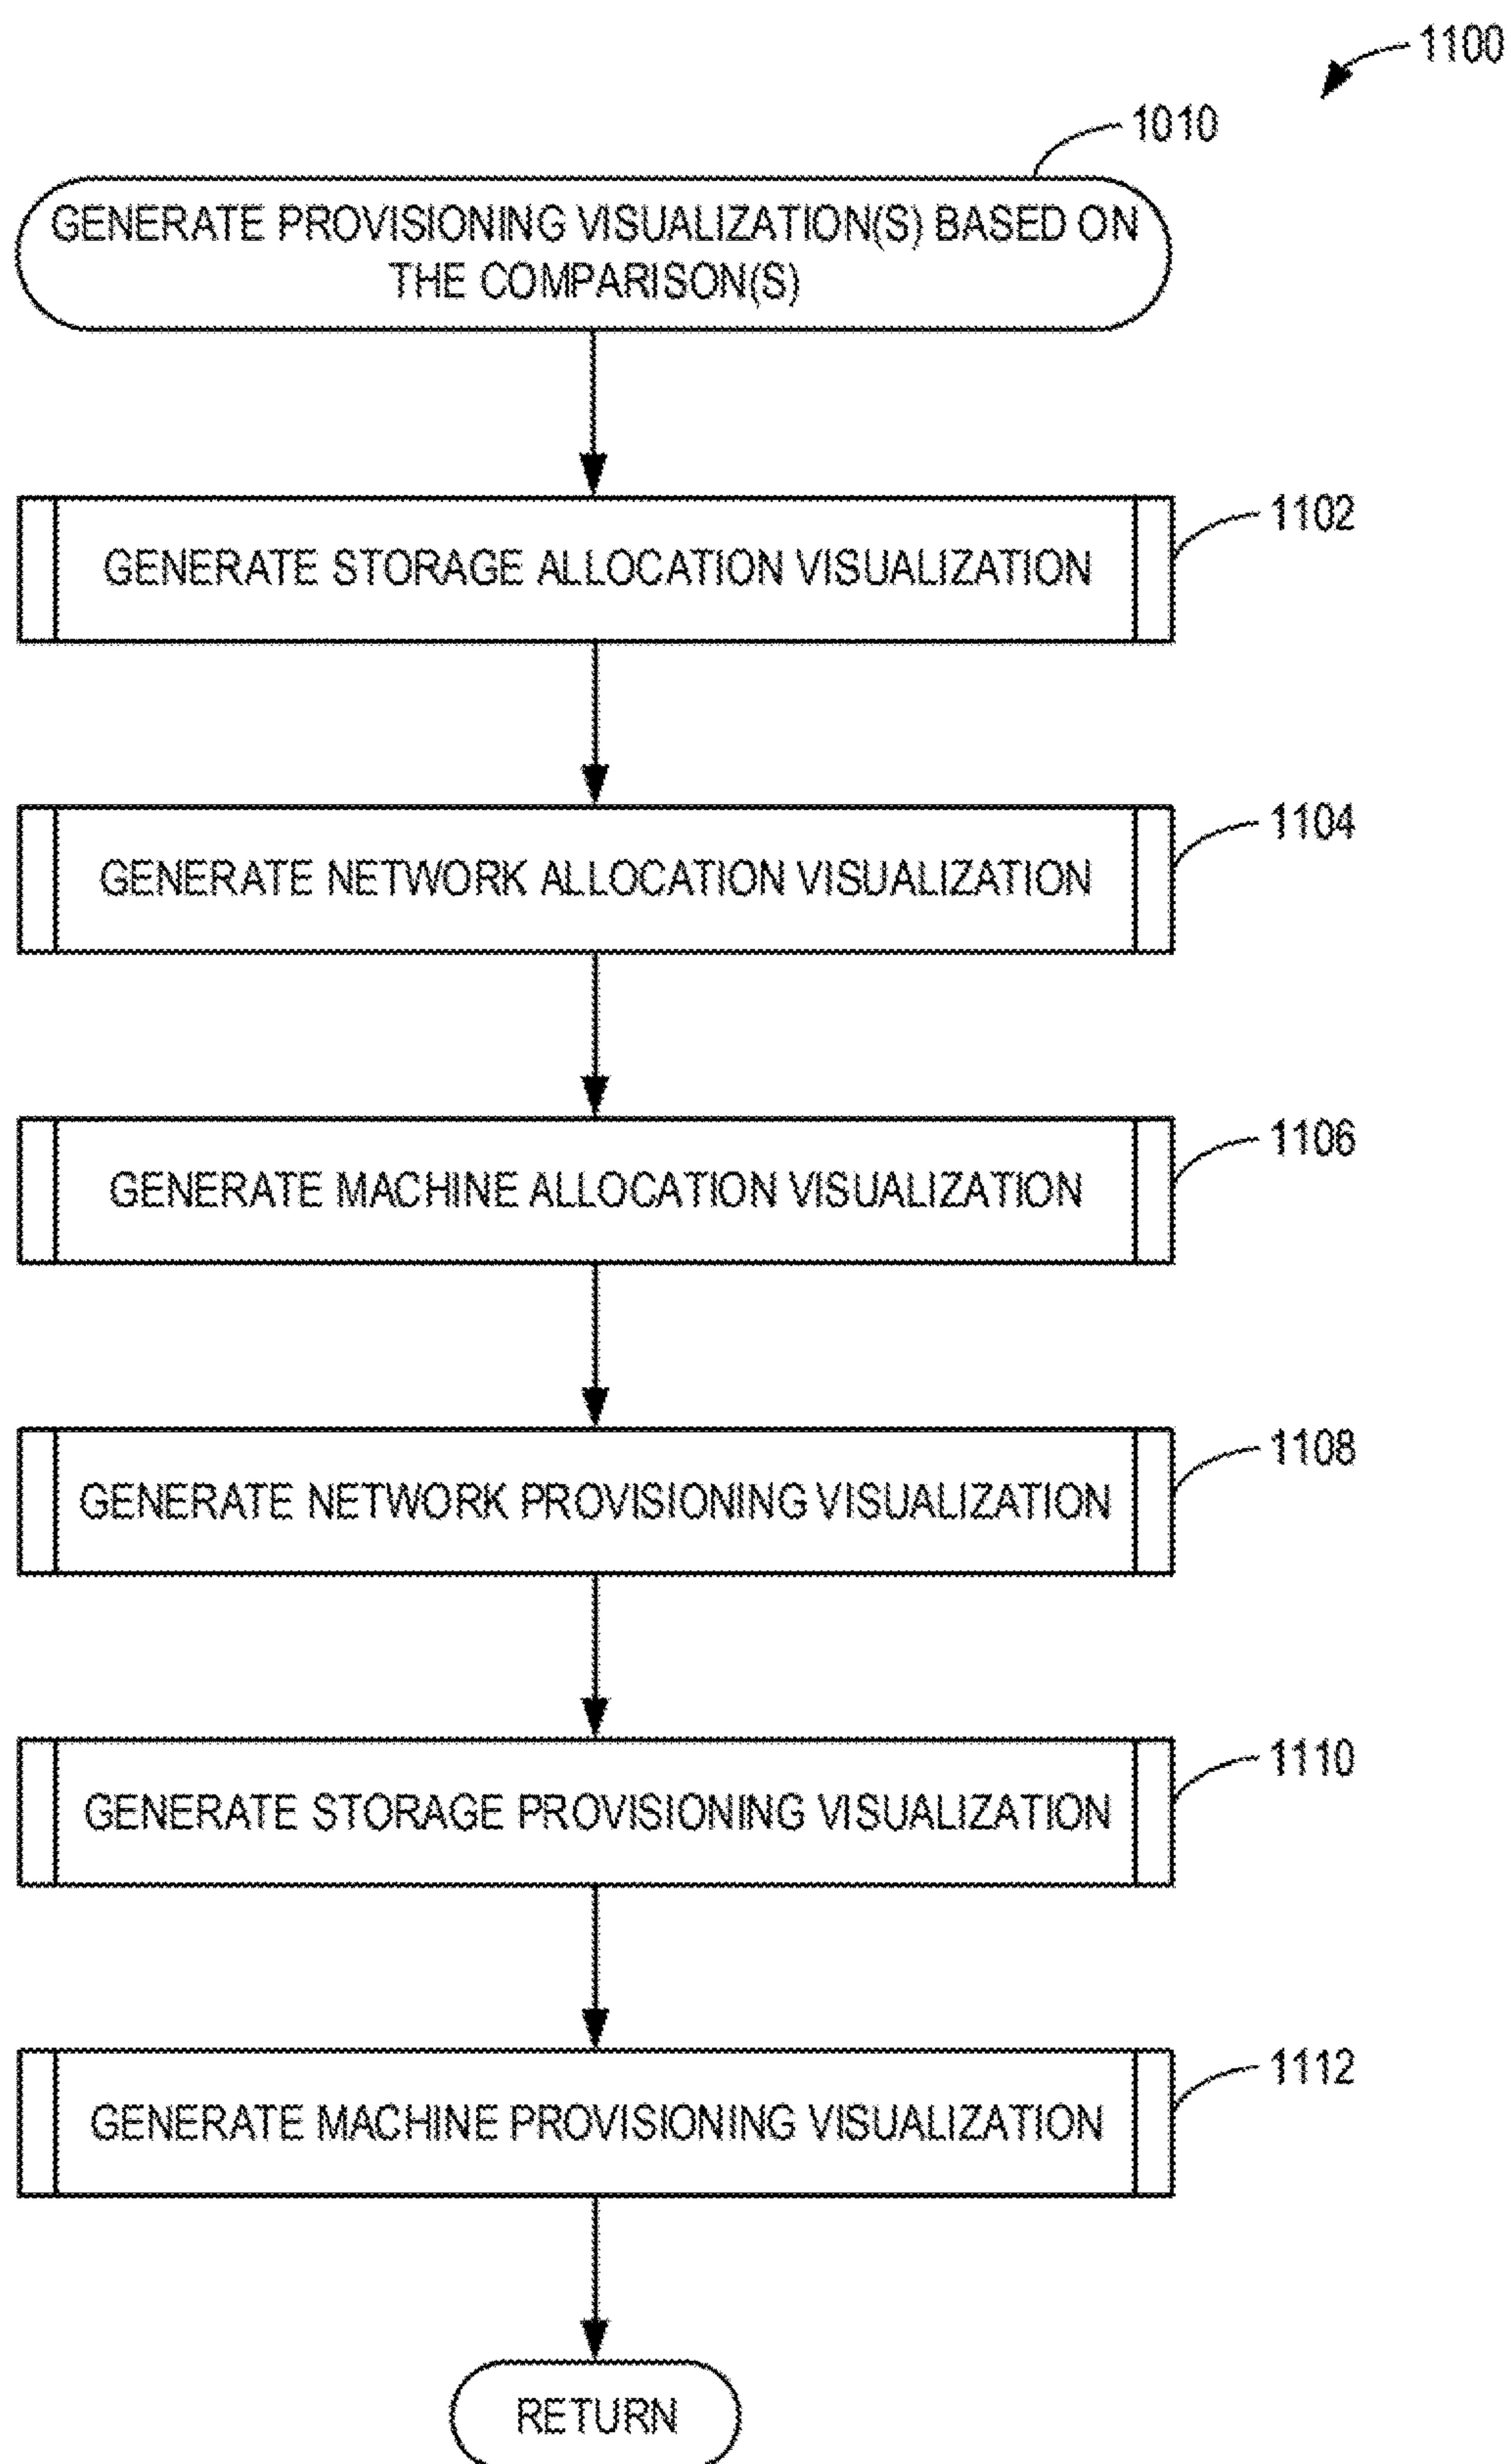 1100
1010
GENERATE PROVISIONING VISUALIZATION(S) BASED ON
THE COMPARISON(S)
1102
GENERATE STORAGE ALLOCATION VISUALIZATION
1104
GENERATE NETWORK ALLOCATION VISUALIZATION
1106
GENERATE MACHINE ALLOCATION VISUALIZATION
1108
GENERATE NETWORK PROVISIONING VISUALIZATION
1110
GENERATE STORAGE PROVISIONING VISUALIZATION
1112
GENERATE MACHINE PROVISIONING VISUALIZATION
RETURN